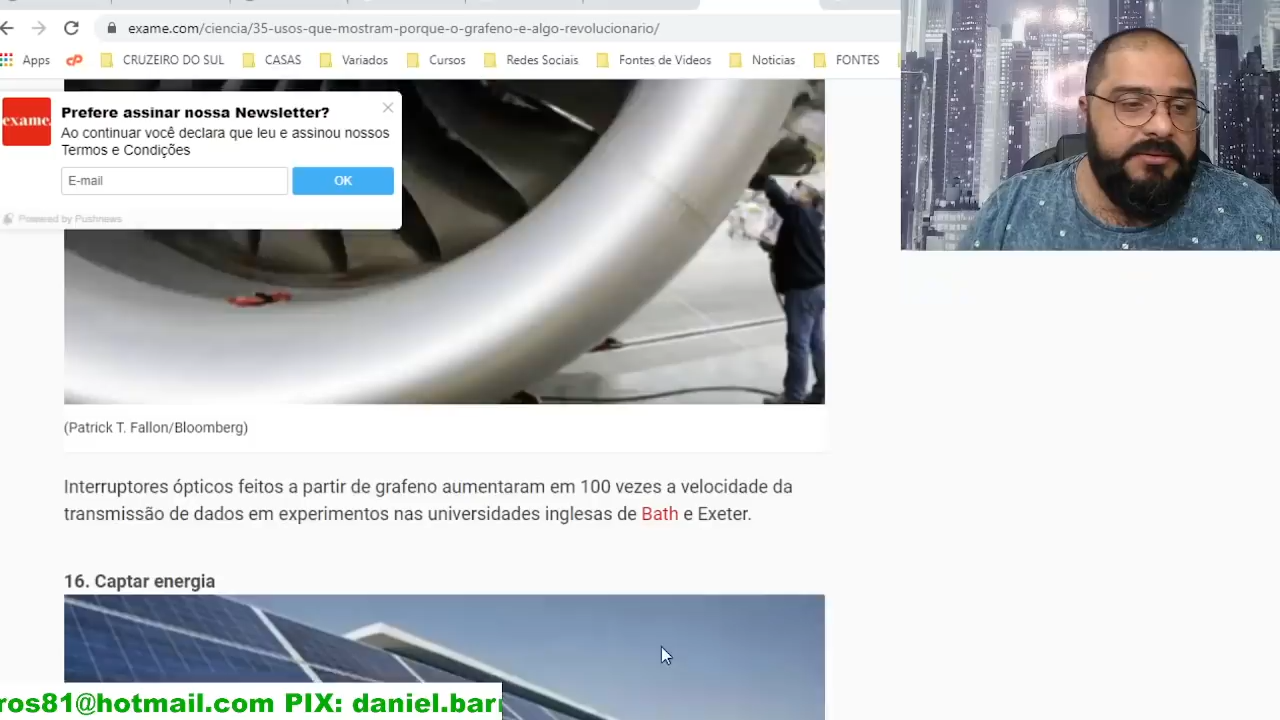 exame.com/ciencia/35-usos-que-mostram-porque-o-grafeno-e-algo-revolucionario/
Apps
CRUZEIRO DO SUL
CASAS
Variados
Cursos
Redes Sociais
Fontes de Videos
Noticias
FONTES
exame.
Prefere assinar nossa Newsletter?
Ao continuar você declara que leu e assinou nossos
Termos e Condições
E-mail
OK
Powered by Pushnews
(Patrick T. Fallon/Bloomberg)
Interruptores ópticos feitos a partir de grafeno aumentaram em 100 vezes a velocidade da
transmissão de dados em experimentos nas universidades inglesas de Bath e Exeter.
16. Captar energia
ros81@hotmail.com PIX: daniel.bar